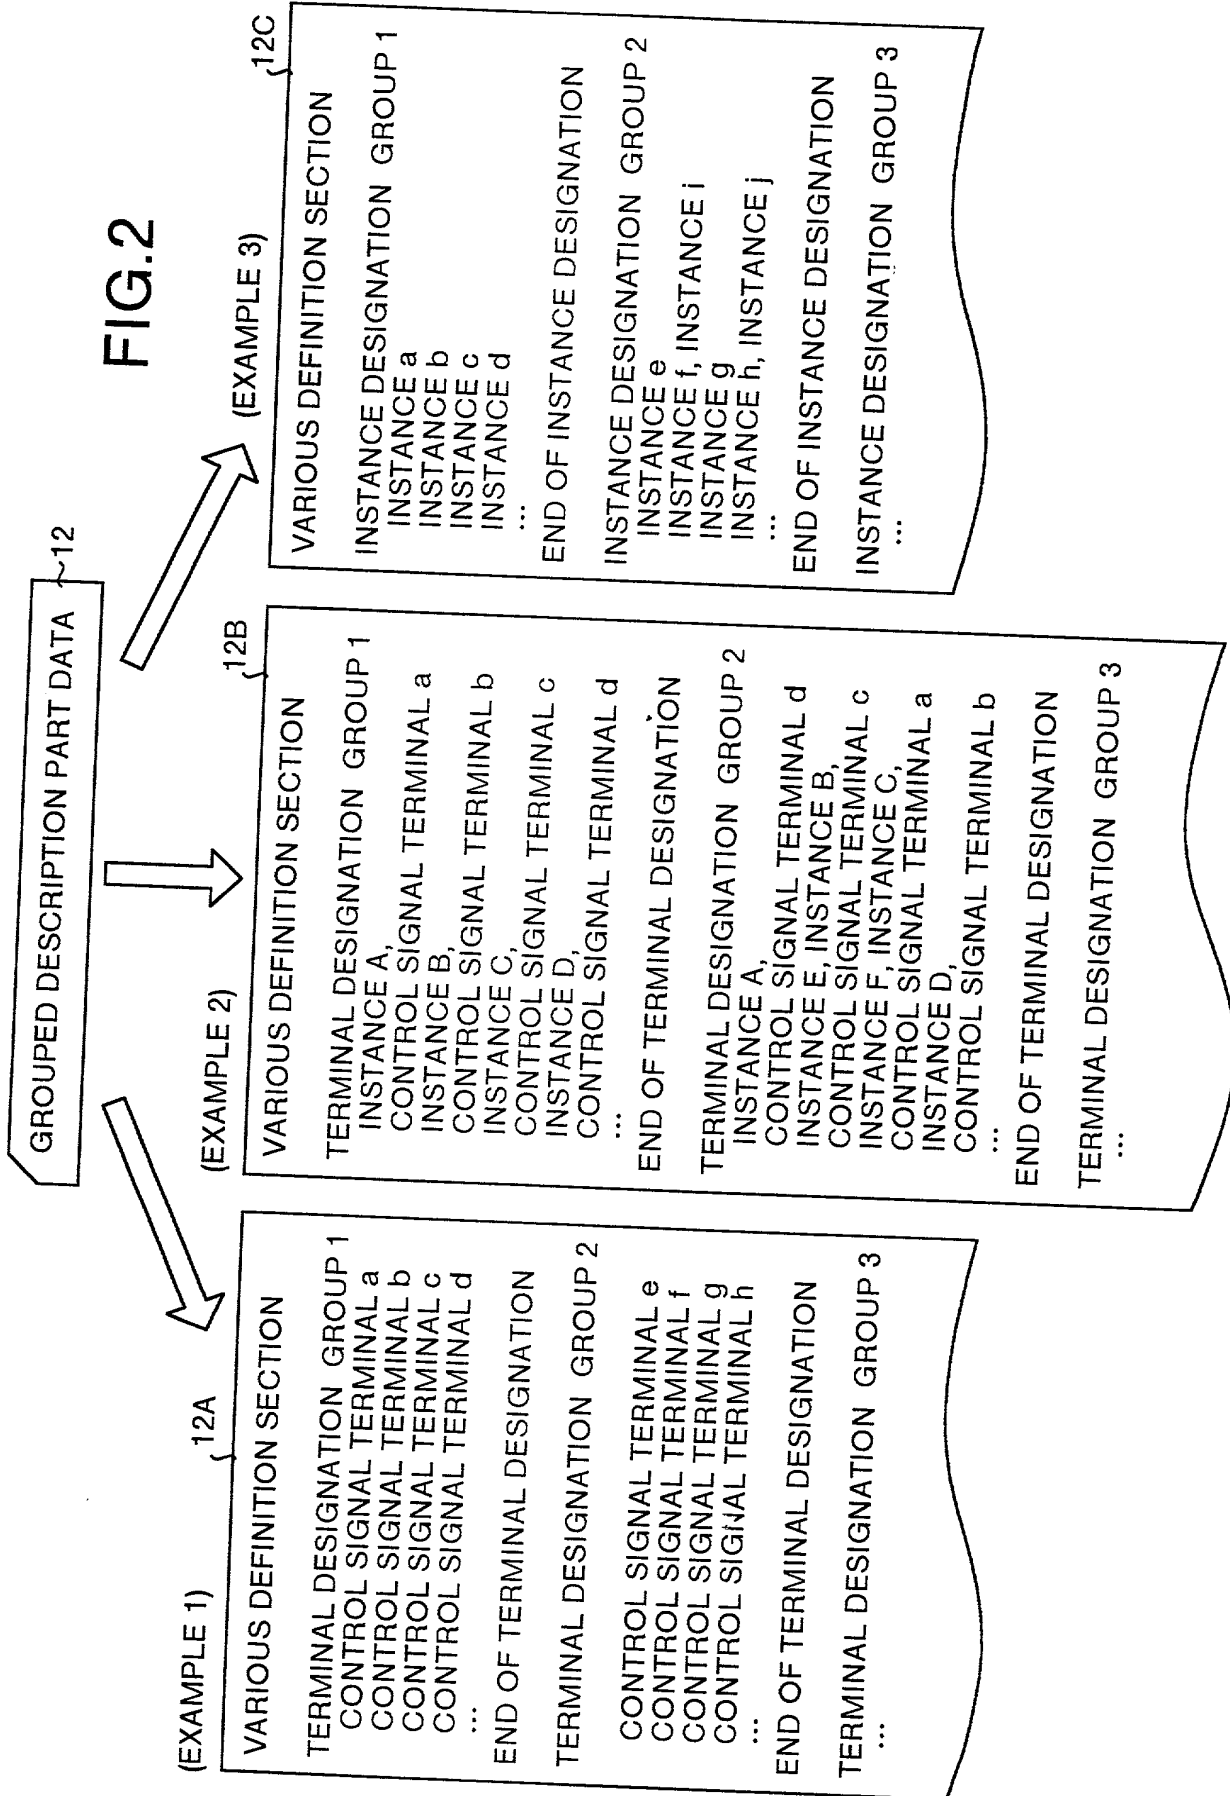 FIG.2
GROUPED DESCRIPTION PART DATA
12
(EXAMPLE 1)
12A
VARIOUS DEFINITION SECTION
TERMINAL DESIGNATION GROUP 1
CONTROL SIGNAL TERMINAL a
CONTROL SIGNAL TERMINAL b
CONTROL SIGNAL TERMINAL c
CONTROL SIGNAL TERMINAL d
...
END OF TERMINAL DESIGNATION
TERMINAL DESIGNATION GROUP 2
CONTROL SIGNAL TERMINAL e
CONTROL SIGNAL TERMINAL f
CONTROL SIGNAL TERMINAL g
CONTROL SIGNAL TERMINAL h
...
END OF TERMINAL DESIGNATION
TERMINAL DESIGNATION GROUP 3
...
(EXAMPLE 2)
12B
VARIOUS DEFINITION SECTION
TERMINAL DESIGNATION GROUP 1
INSTANCE A,
CONTROL SIGNAL TERMINAL a
INSTANCE B,
CONTROL SIGNAL TERMINAL b
INSTANCE C,
CONTROL SIGNAL TERMINAL c
INSTANCE D,
CONTROL SIGNAL TERMINAL d
...
END OF TERMINAL DESIGNATION
TERMINAL DESIGNATION GROUP 2
INSTANCE A,
CONTROL SIGNAL TERMINAL d
INSTANCE E, INSTANCE B,
CONTROL SIGNAL TERMINAL c
INSTANCE F, INSTANCE C,
CONTROL SIGNAL TERMINAL a
INSTANCE D,
CONTROL SIGNAL TERMINAL b
...
END OF TERMINAL DESIGNATION
TERMINAL DESIGNATION GROUP 3
...
(EXAMPLE 3)
12C
VARIOUS DEFINITION SECTION
INSTANCE DESIGNATION GROUP 1
INSTANCE a
INSTANCE b
INSTANCE c
INSTANCE d
...
END OF INSTANCE DESIGNATION
INSTANCE DESIGNATION GROUP 2
INSTANCE e
INSTANCE f, INSTANCE i
INSTANCE g
INSTANCE h, INSTANCE j
...
END OF INSTANCE DESIGNATION
INSTANCE DESIGNATION GROUP 3
...